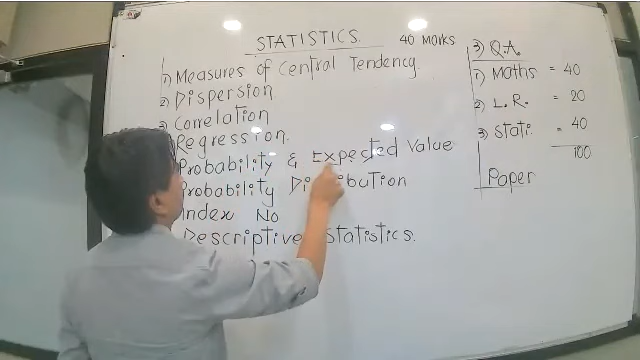 STATISTICS. 40 Marks
1) Measures of Central Tendency.
2) Dispersion
3) Correlation
Regression.
Probability & Expected Value
Probability Distribution
Index No
Descriptive Statistics.
3) Q.A.
1) Maths = 40
2) L.R. = 20
3) Stati. = 40
100
Paper